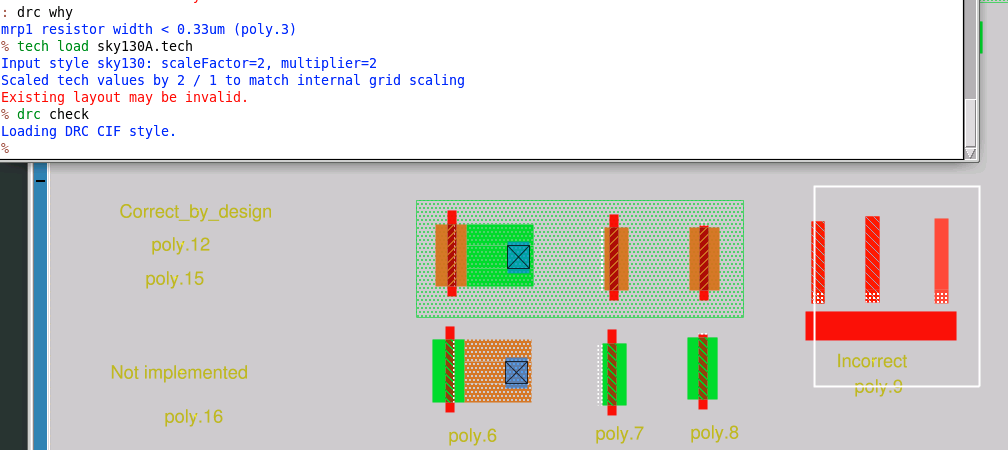 : drc why
mrp1 resistor width < 0.33um (poly.3)
% tech load sky130A.tech
Input style sky130: scaleFactor=2, multiplier=2
Scaled tech values by 2 / 1 to match internal grid scaling
Existing layout may be invalid.
% drc check
Loading DRC CIF style.
%
Correct_by_design
poly.12
poly.15
Not implemented
poly.16
poly.6
poly.7
poly.8
Incorrect
poly.9